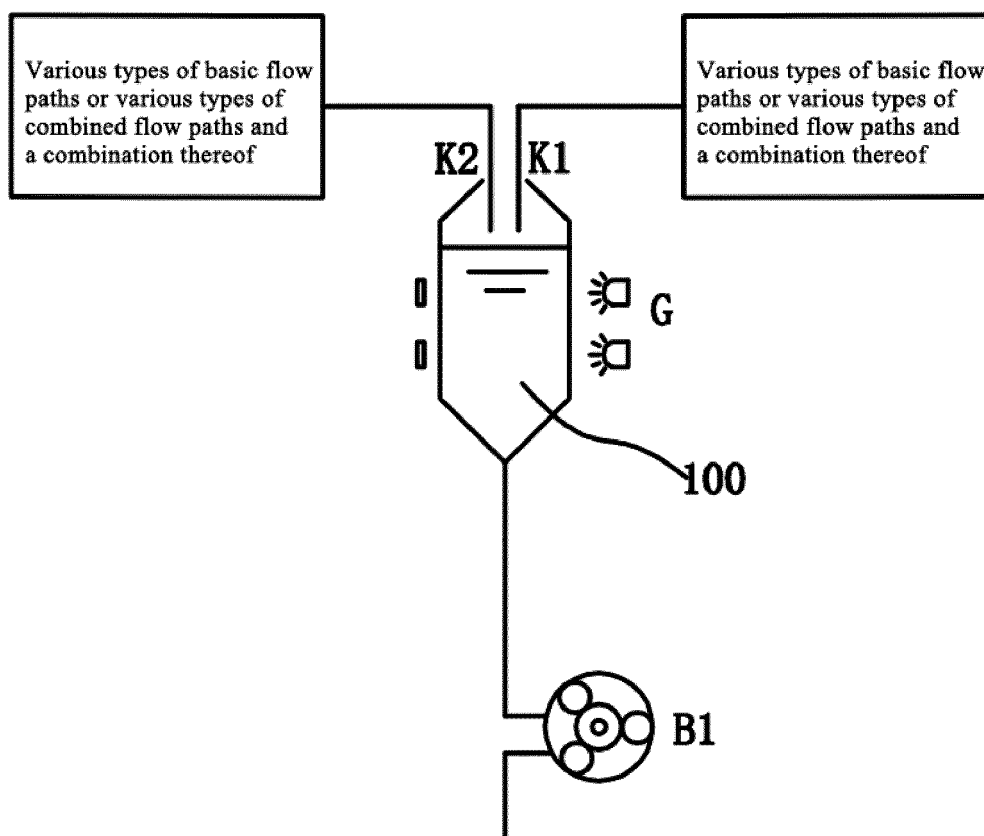 Various types of basic flow
paths or various types of
combined flow paths and
a combination thereof
Various types of basic flow
paths or various types of
combined flow paths and
a combination thereof
K2
K1
G
100
B1